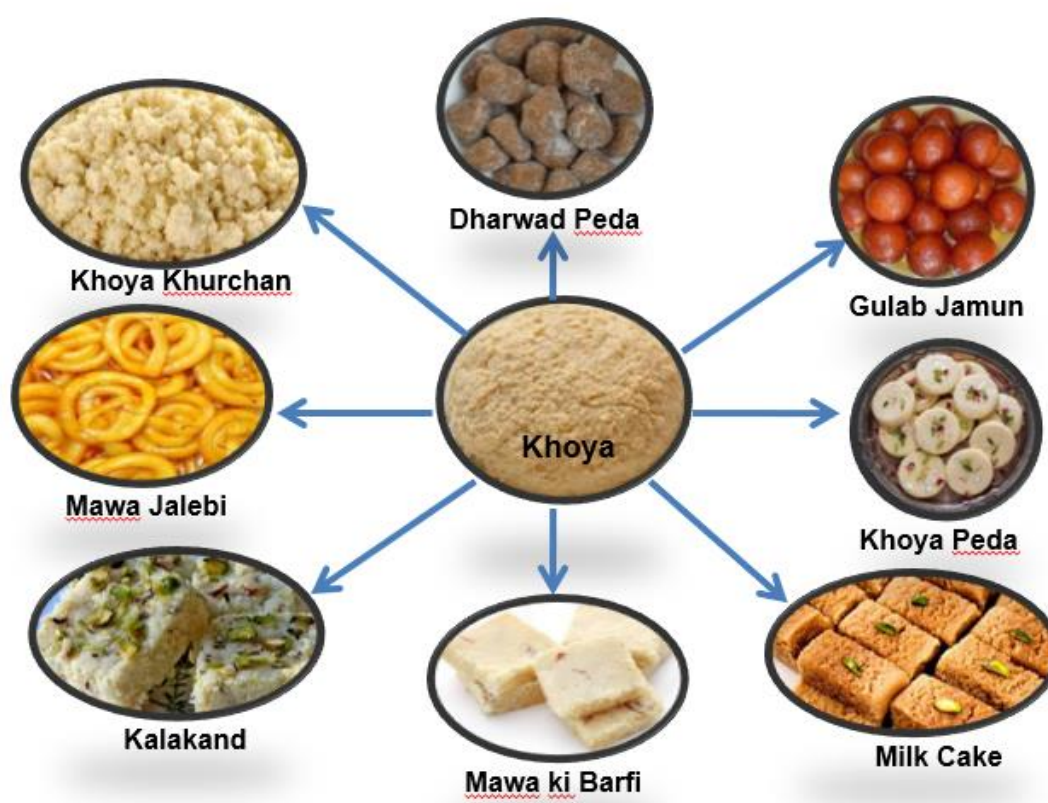 Dharwad Peda
Khoya Khurchan
Gulab Jamun
Khoya
Mawa Jalebi
Khoya Peda
Kalakand
Mawa ki Barfi
Milk Cake